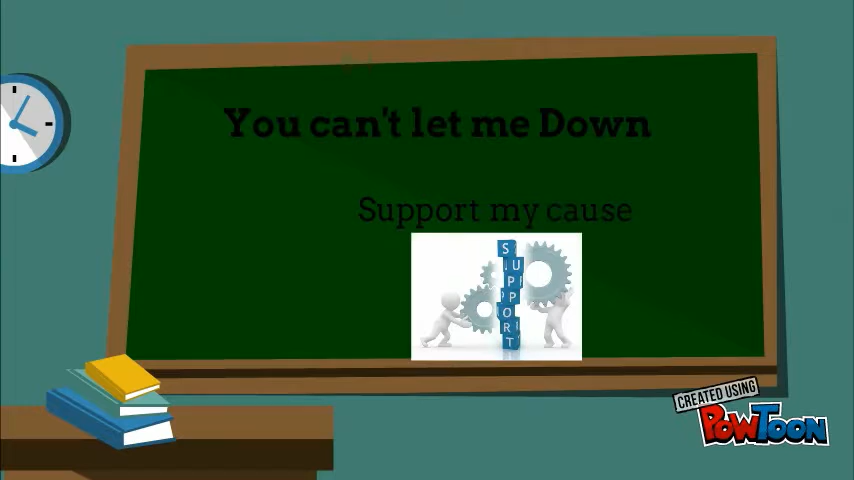 You can't let me Down
Support my cause
SUPPORT
CREATED USING
POWTOON